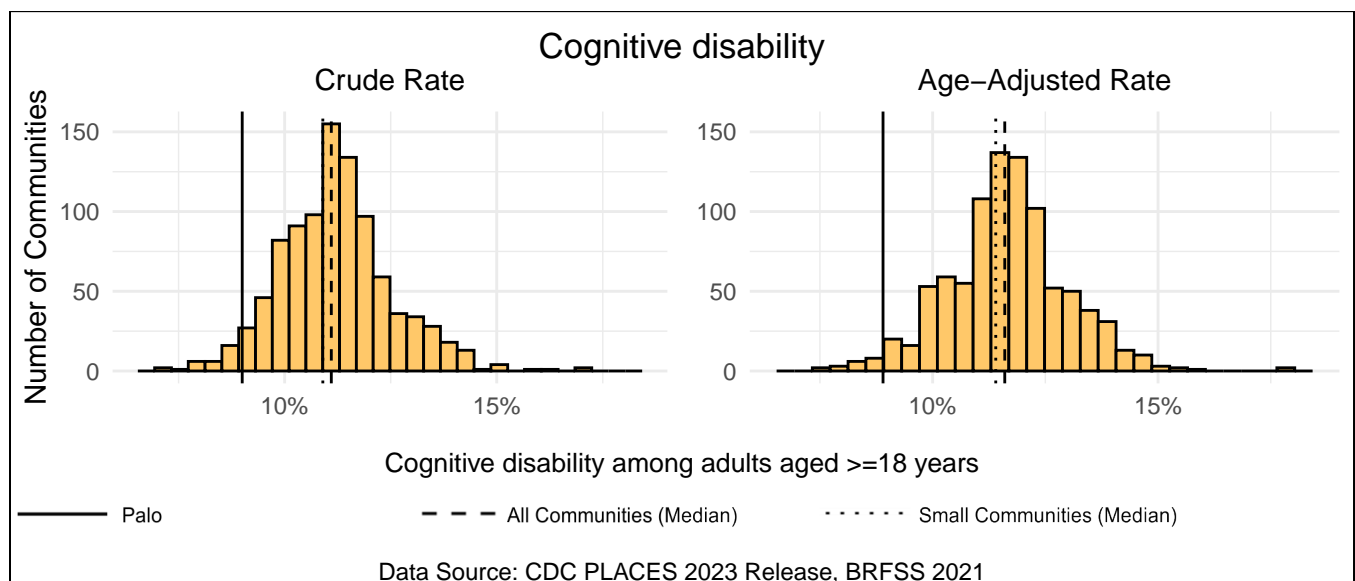 Cognitive disability
Crude Rate
Age−Adjusted Rate
Number of Communities
150
100
50
0
10%
15%
150
100
50
0
10%
15%
Cognitive disability among adults aged >=18 years
Palo
All Communities (Median)
Small Communities (Median)
Data Source: CDC PLACES 2023 Release, BRFSS 2021